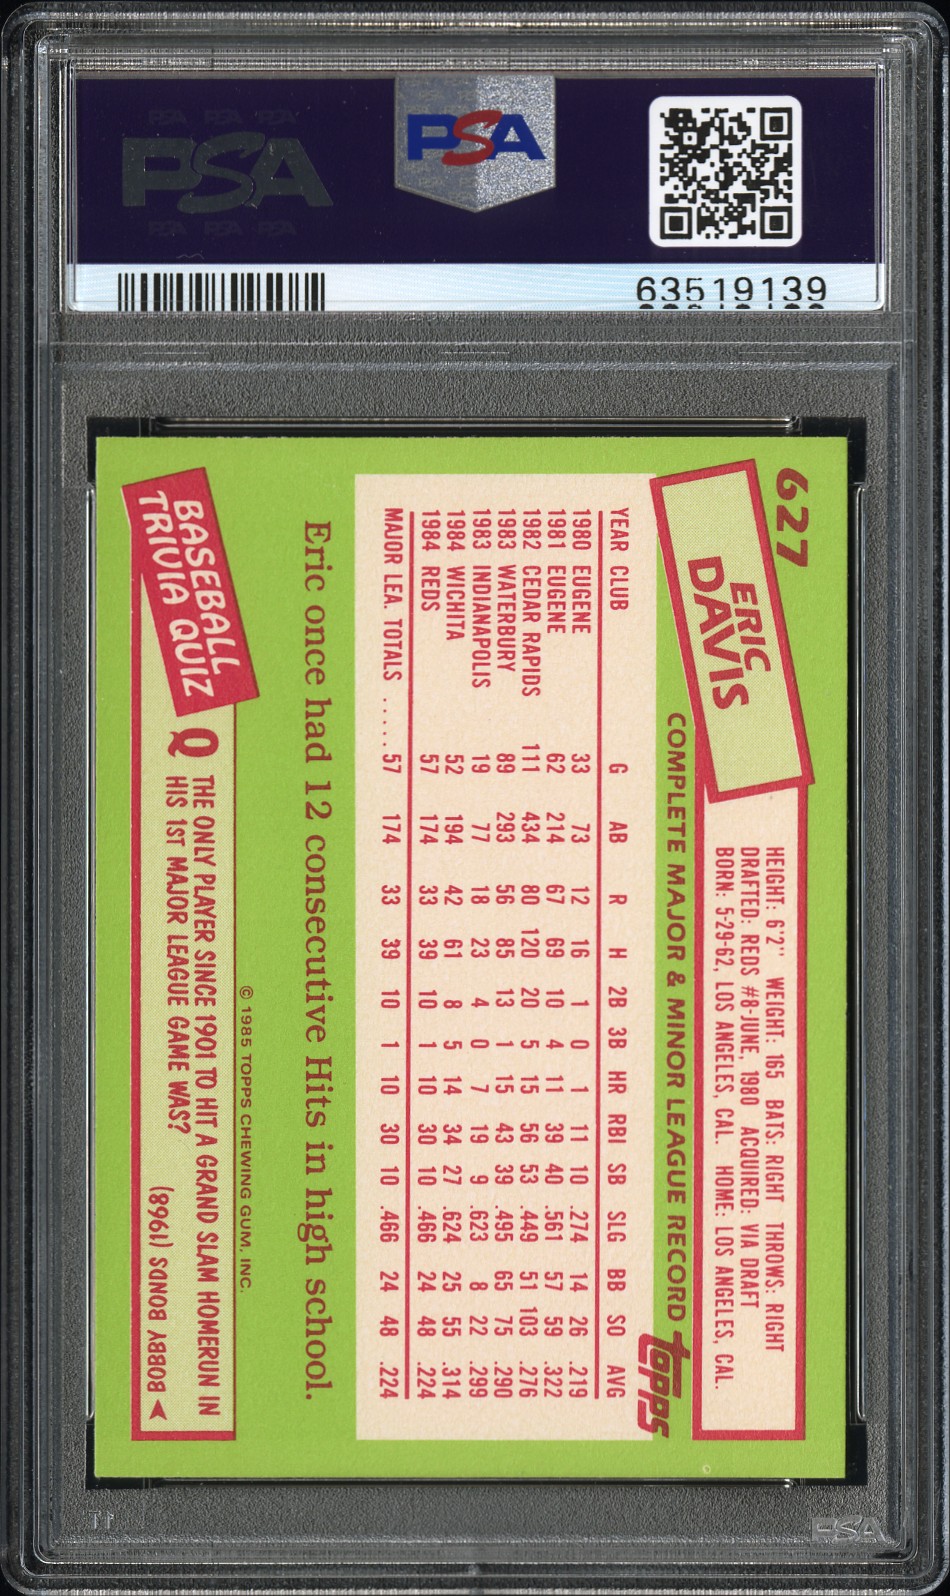 PSA PSA PSA
PSA
PSA PSA PSA
PSA
63519139
627
ERIC
DAVIS
HEIGHT: 6'2" WEIGHT: 165 BATS: RIGHT THROWS: RIGHT
DRAFTED: REDS #8-JUNE, 1980 ACQUIRED: VIA DRAFT
BORN: 5-29-62, LOS ANGELES, CAL. HOME: LOS ANGELES, CAL.
COMPLETE MAJOR & MINOR LEAGUE RECORD topps
YEAR CLUB G AB R H 2B 3B HR RBI SB SLG BB SO AVG
1980 EUGENE 33 73 12 16 1 0 1 11 10 .274 14 26 .219
1981 EUGENE 62 214 67 69 10 4 11 39 40 .561 57 59 .322
1982 CEDAR RAPIDS 111 434 80 120 20 5 15 56 53 .449 51 103 .276
1983 WATERBURY 89 293 56 85 13 1 15 43 39 .495 65 75 .290
1983 INDIANAPOLIS 19 77 18 23 4 0 7 19 9 .623 8 22 .299
1984 WICHITA 52 194 42 61 8 5 14 34 27 .624 25 55 .314
1984 REDS 57 174 33 39 10 1 10 30 10 .466 24 48 .224
MAJOR LEA. TOTALS ..... 57 174 33 39 10 1 10 30 10 .466 24 48 .224
Eric once had 12 consecutive Hits in high school.
© 1985 TOPPS CHEWING GUM, INC.
BASEBALL
TRIVIA QUIZ
Q THE ONLY PLAYER SINCE 1901 TO HIT A GRAND SLAM HOMERUN IN
HIS 1ST MAJOR LEAGUE GAME WAS?
BOBBY BONDS (1968)
PSA